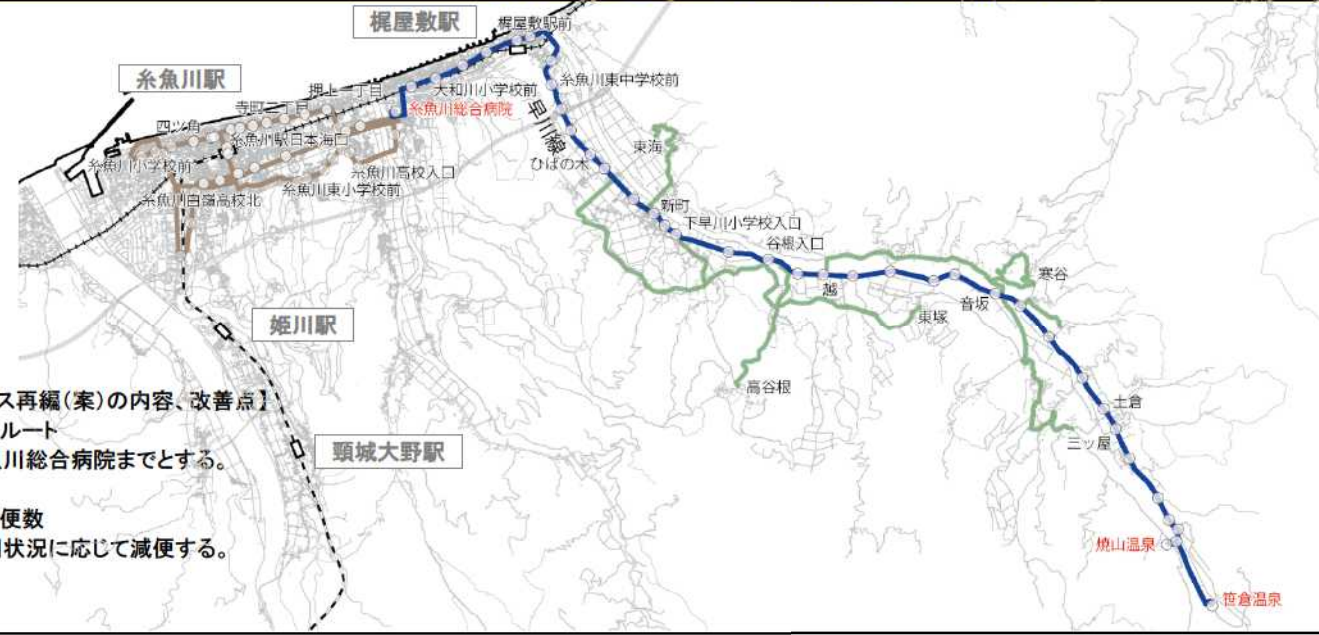 梶屋敷駅
梶屋敷駅前
糸魚川駅
押上一丁目
大和川小学校前
糸魚川東中学校前
寺町二丁目
糸魚川総合病院
四ツ角
糸魚川駅日本海口
早川線
東海
ひばの木
糸魚川小学校前
糸魚川高校入口
糸魚川東小学校前
糸魚川白嶺高校北
新町
下早川小学校入口
谷根入口
寒谷
越
音坂
東塚
姫川駅
高谷根
ス再編(案)の内容、改善点】
ルート
土倉
三ツ屋
頸城大野駅
川総合病院までとする。
便数
状況に応じて減便する。
焼山温泉
笹倉温泉